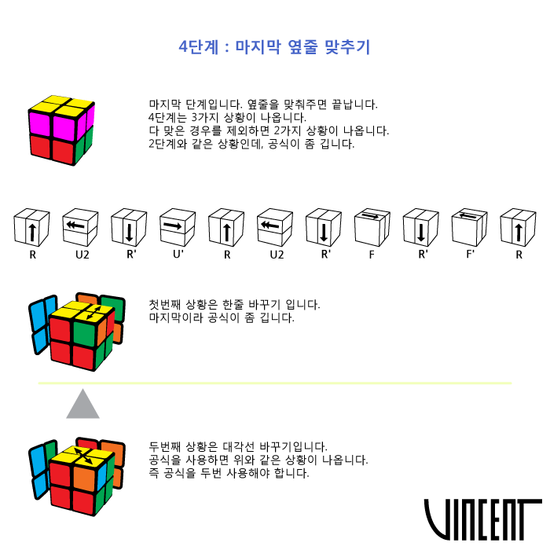 4단계 : 마지막 옆줄 맞추기
마지막 단계입니다. 옆줄을 맞춰주면 끝납니다.
4단계는 3가지 상황이 나옵니다.
다 맞은 경우를 제외하면 2가지 상황이 나옵니다.
2단계와 같은 상황인데, 공식이 좀 깁니다.
R U2 R' U' R U2 R' F R' F' R
첫번째 상황은 한줄 바꾸기 입니다.
마지막이라 공식이 좀 깁니다.
두번째 상황은 대각선 바꾸기입니다.
공식을 사용하면 위와 같은 상황이 나옵니다.
즉 공식을 두번 사용해야 합니다.
VINCENT